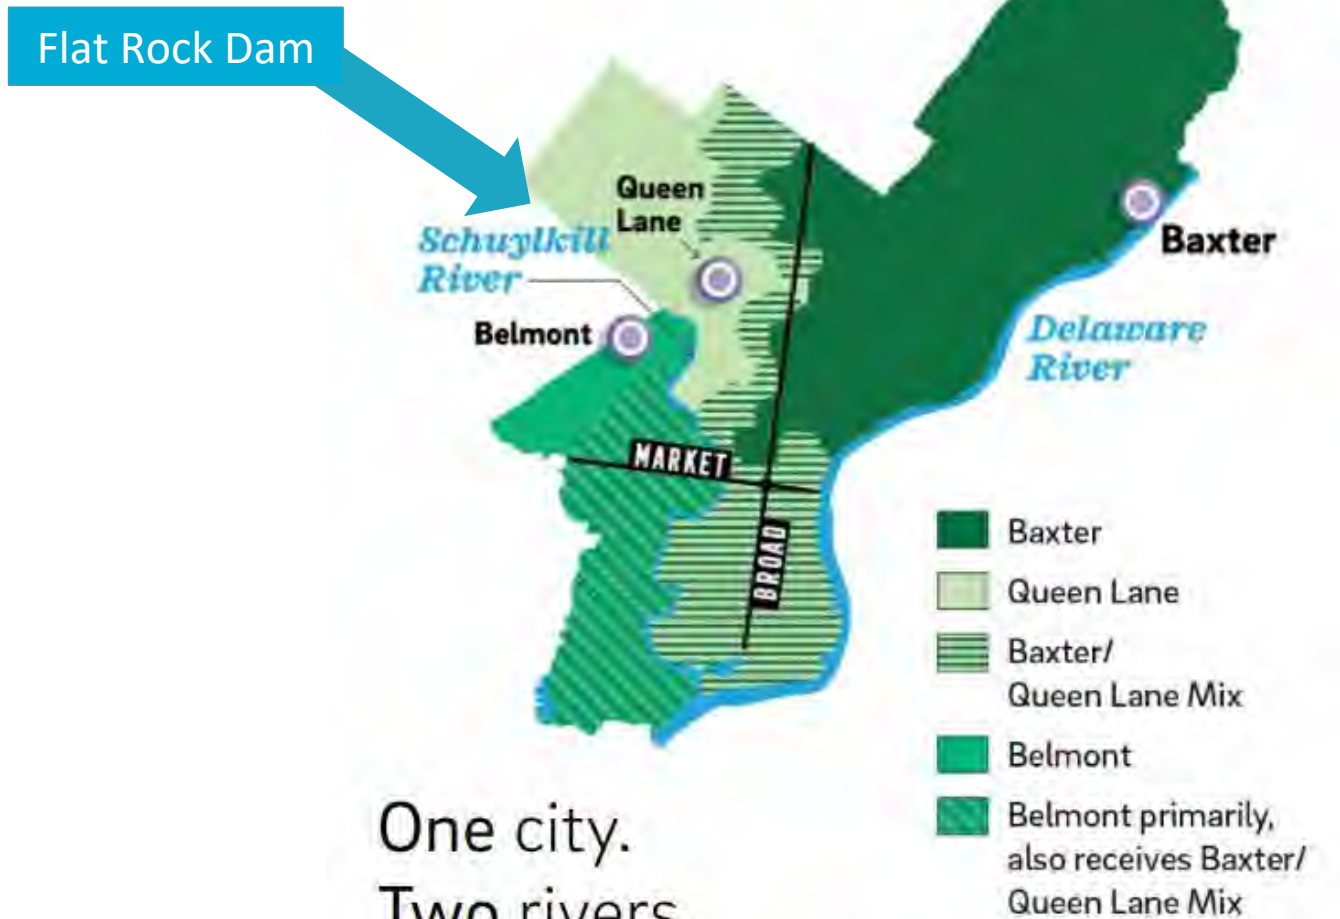 Flat Rock Dam
Queen
Lane
Schuylkill
River
Baxter
Belmont
Delaware
River
MARKET
BROAD
Baxter
Queen Lane
Baxter/
Queen Lane Mix
Belmont
Belmont primarily,
also receives Baxter/
Queen Lane Mix
One city.
Two rivers